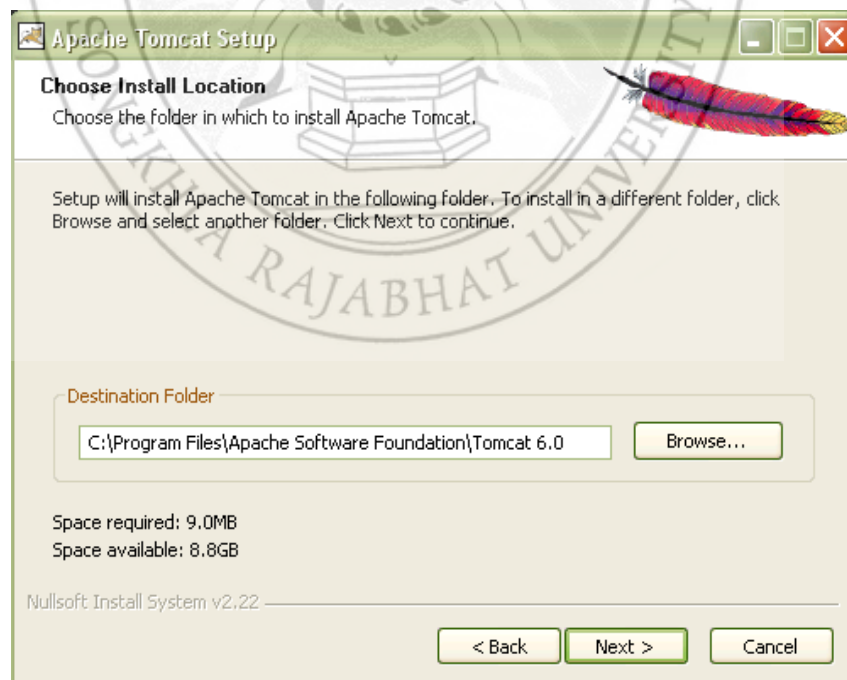 Apache Tomcat Setup
Choose Install Location
Choose the folder in which to install Apache Tomcat.
Setup will install Apache Tomcat in the following folder. To install in a different folder, click
Browse and select another folder. Click Next to continue.
RAJABHAT UNIVERSITY
Destination Folder
C:\Program Files\Apache Software Foundation\Tomcat 6.0
Browse...
Space required: 9.0MB
Space available: 8.8GB
Nullsoft Install System v2.22
< Back
Next >
Cancel